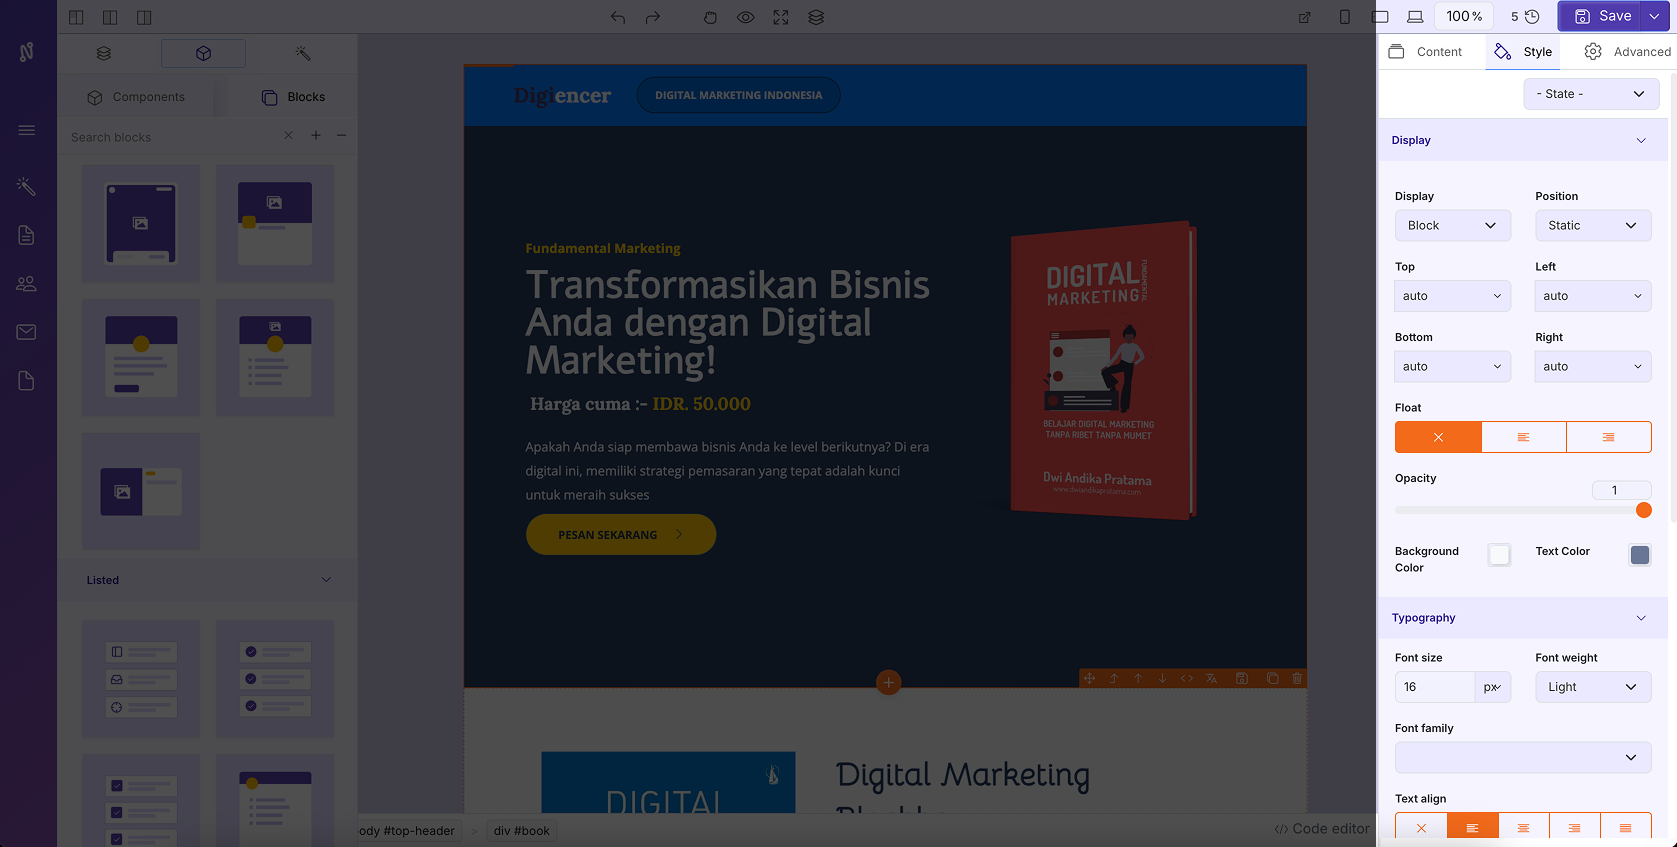 100%
5
Save
Content
Style
Advanced
- State -
Components
Blocks
Search blocks
Listed
Digiencer
DIGITAL MARKETING INDONESIA
Fundamental Marketing
Transformasikan Bisnis
Anda dengan Digital
Marketing!
Harga cuma :- IDR. 50.000
Apakah Anda siap membawa bisnis Anda ke level berikutnya? Di era
digital ini, memiliki strategi pemasaran yang tepat adalah kunci
untuk meraih sukses
PESAN SEKARANG
DIGITAL
MARKETING
FUNDAMENTAL
BELAJAR DIGITAL MARKETING
TANPA RIBET TANPA MUMET
Dwi Andika Pratama
www.dwiandikapratama.com
DIGITAL
Digital Marketing
ody #top-header
>
div #book
</> Code editor
Display
Display
Position
Block
Static
Top
Left
auto
auto
Bottom
Right
auto
auto
Float
Opacity
1
Background
Color
Text Color
Typography
Font size
Font weight
16
px
Light
Font family
Text align